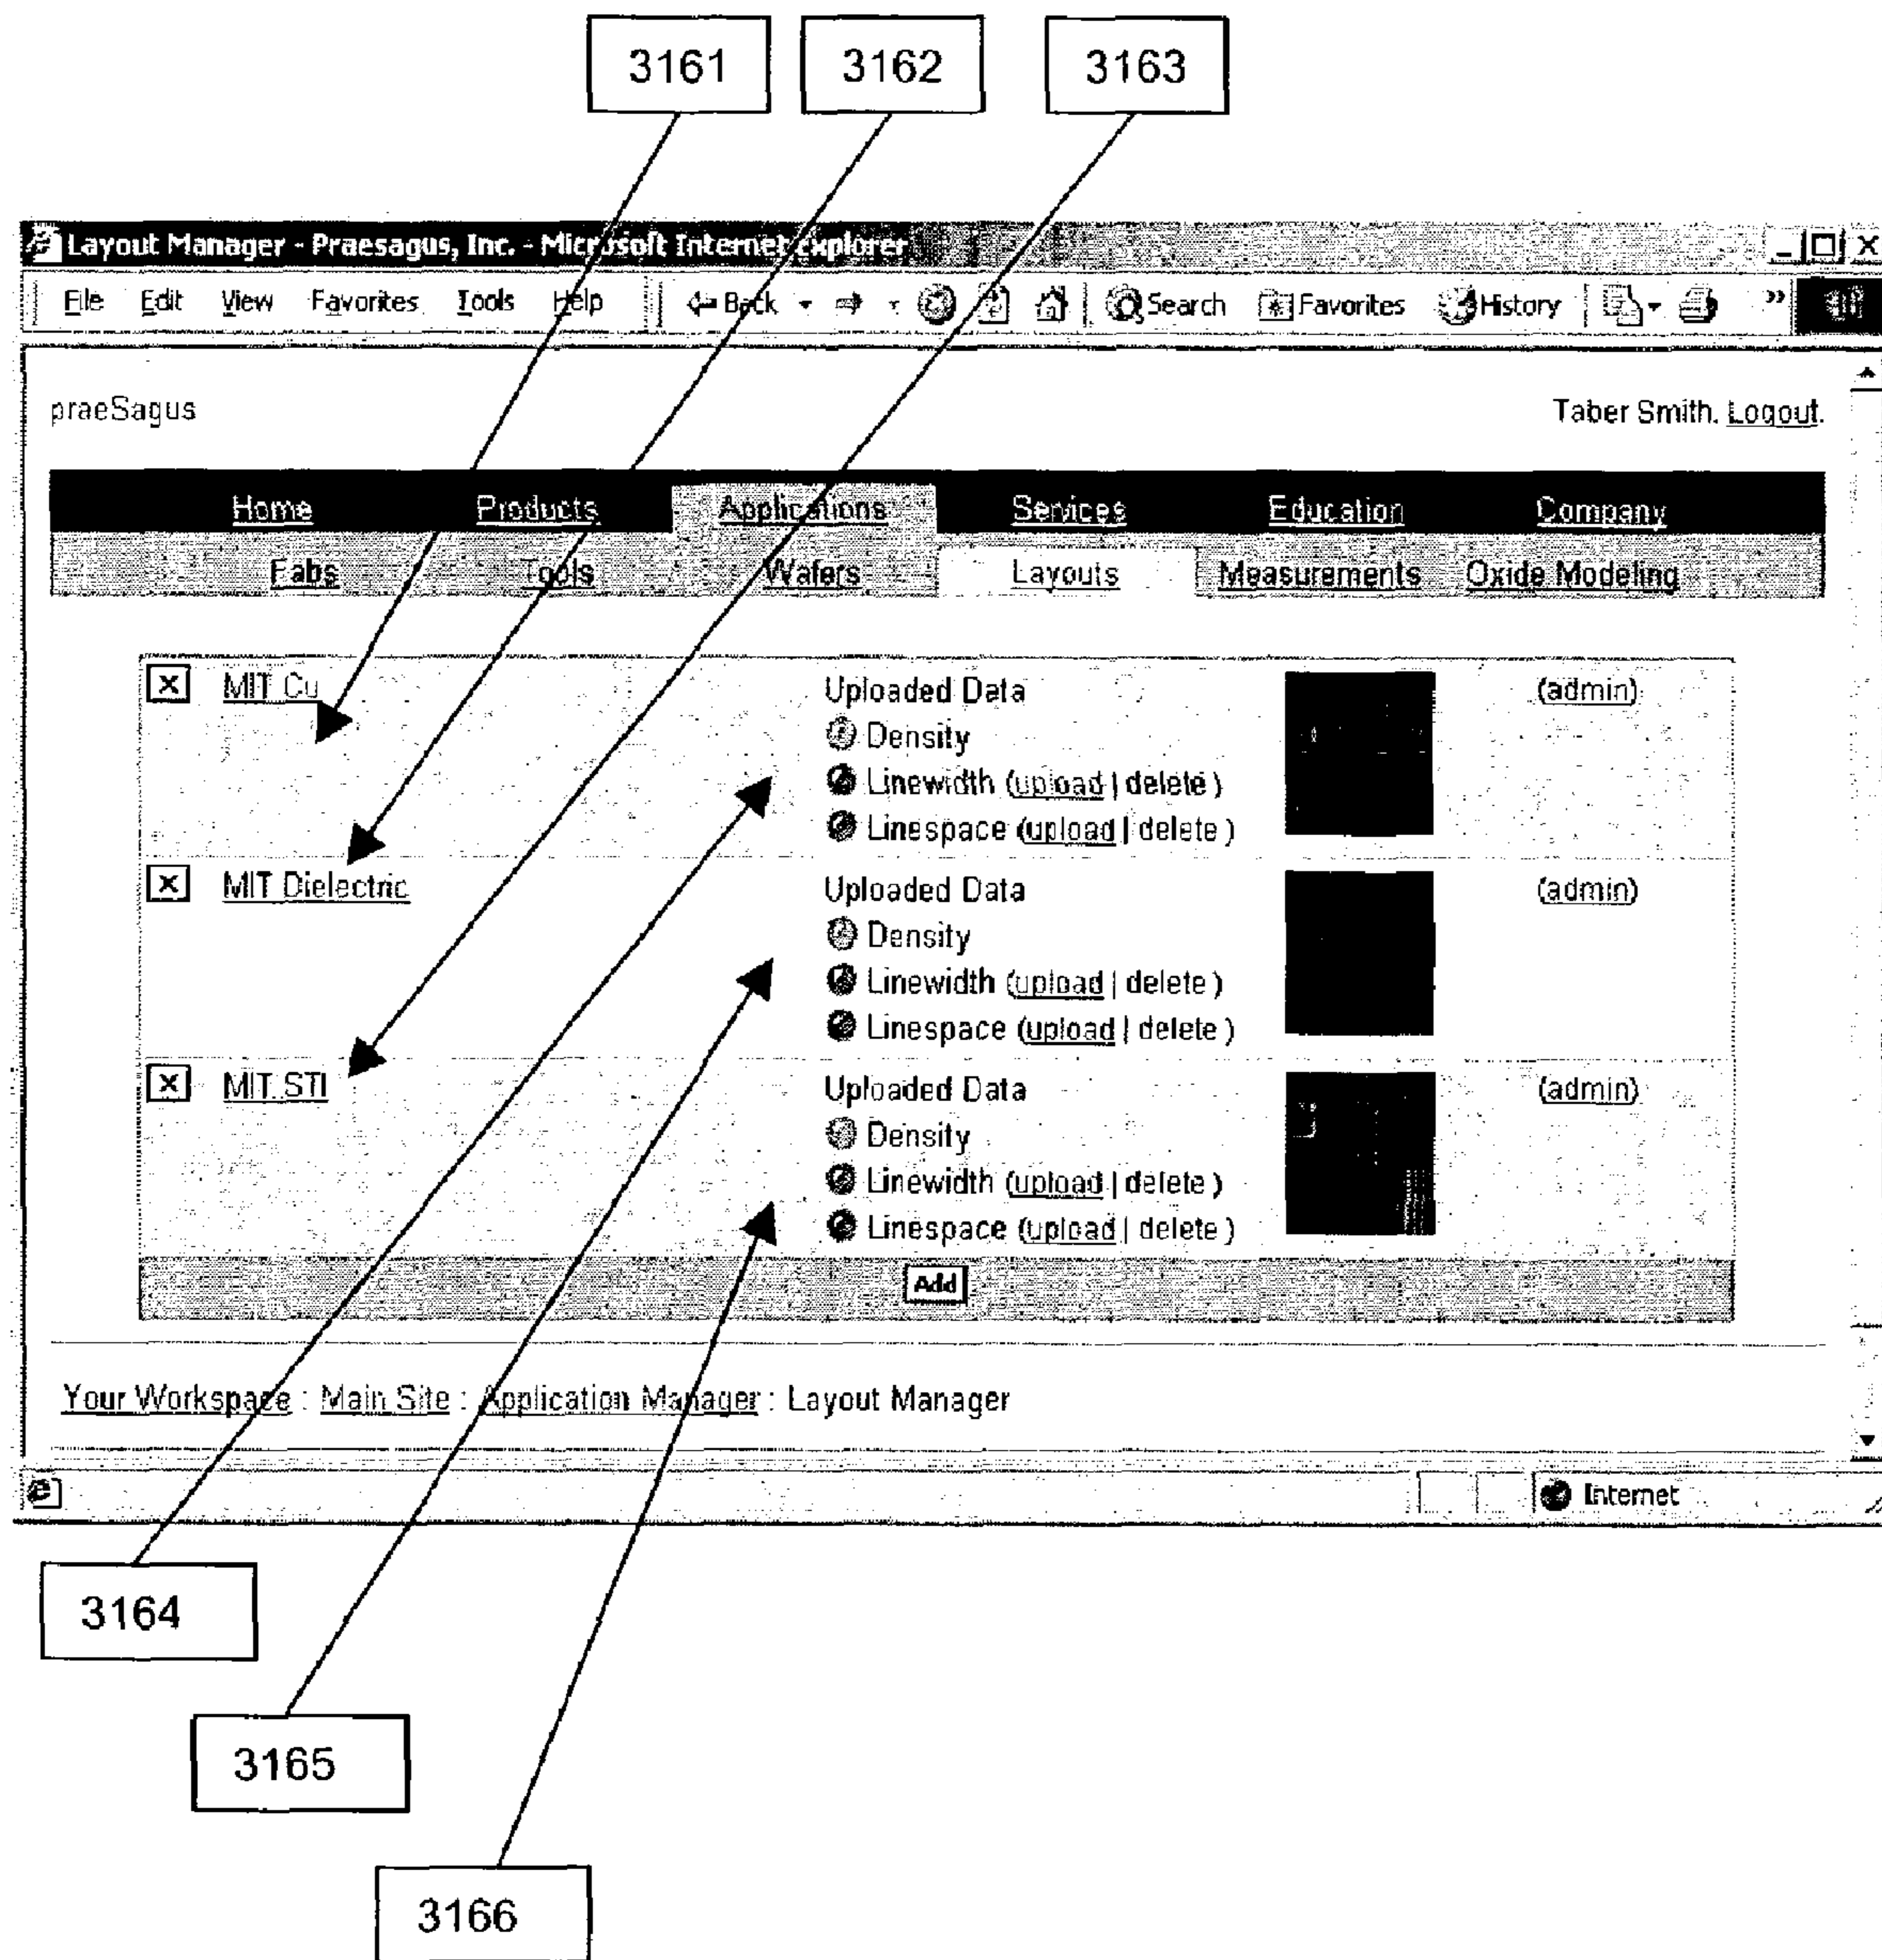 3161 3162 3163
Layout Manager - Praesagus, Inc. - Microsoft Internet Explorer
File Edit View Favorites Tools Help Back Search Favorites History
praeSagus Taber Smith. Logout.
Home Products Applications Services Education Company
Fabs Tools Wafers Layouts Measurements Oxide Modeling
MIT Cu Uploaded Data (admin)
Density
Linewidth (upload | delete )
Linespace (upload | delete )
MIT Dielectric Uploaded Data (admin)
Density
Linewidth (upload | delete )
Linespace (upload | delete )
MIT STI Uploaded Data (admin)
Density
Linewidth (upload | delete )
Linespace (upload | delete )
Add
Your Workspace : Main Site : Application Manager : Layout Manager
Internet
3164
3165
3166